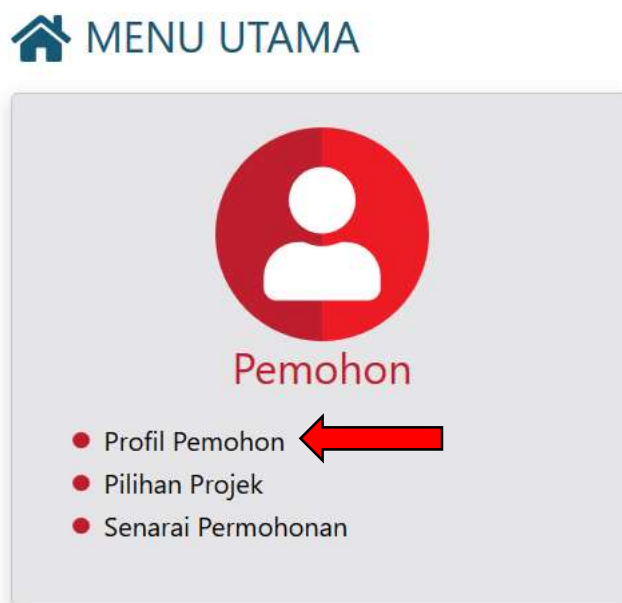 MENU UTAMA
Pemohon
Profil Pemohon
Pilihan Projek
Senarai Permohonan